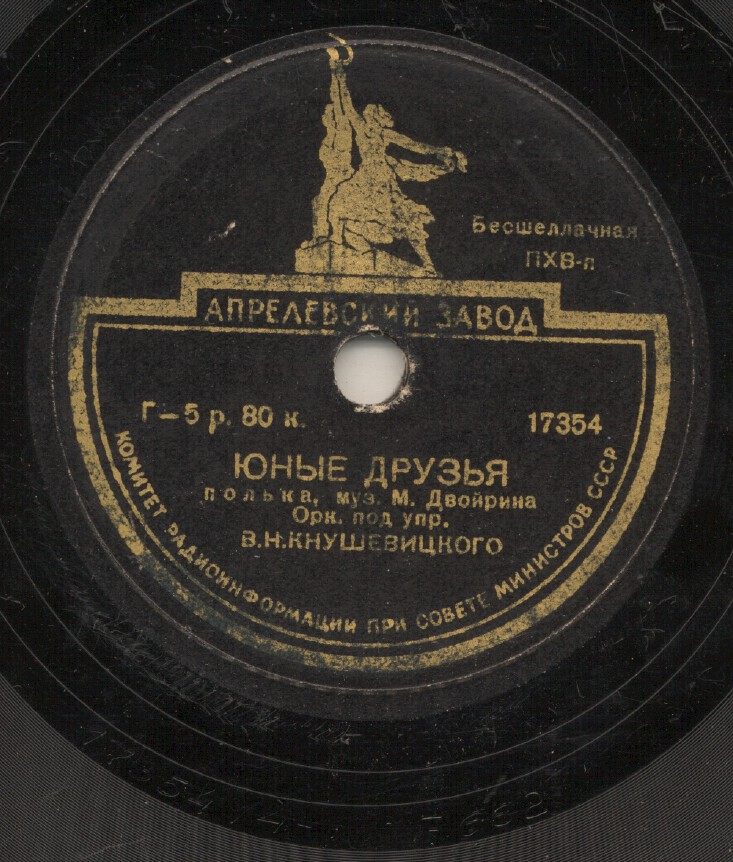 Бесшеллачная
ПХВ-п
АПРЕЛЕВСКИЙ ЗАВОД
Г-5 р. 80 к.
17354
ЮНЫЕ ДРУЗЬЯ
полька, муз. М. Двойрина
Орк. под упр.
В.Н.КНУШЕВИЦКОГО
КОМИТЕТ РАДИОИНФОРМАЦИИ ПРИ СОВЕТЕ МИНИСТРОВ СССР